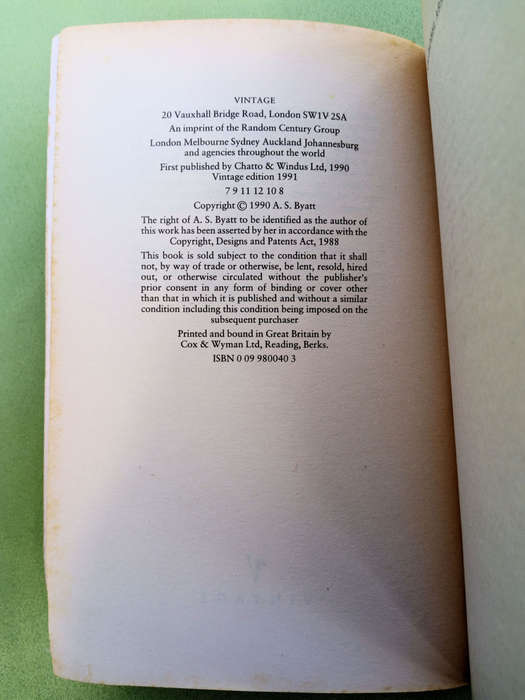 VINTAGE
20 Vauxhall Bridge Road, London SW1V 2SA
An imprint of the Random Century Group
London Melbourne Sydney Auckland Johannesburg
and agencies throughout the world
First published by Chatto & Windus Ltd, 1990
Vintage edition 1991
7 9 11 12 10 8
Copyright © 1990 A. S. Byatt
The right of A. S. Byatt to be identified as the author of
this work has been asserted by her in accordance with the
Copyright, Designs and Patents Act, 1988
This book is sold subject to the condition that it shall
not, by way of trade or otherwise, be lent, resold, hired
out, or otherwise circulated without the publisher's
prior consent in any form of binding or cover other
than that in which it is published and without a similar
condition including this condition being imposed on the
subsequent purchaser
Printed and bound in Great Britain by
Cox & Wyman Ltd, Reading, Berks.
ISBN 0 09 980040 3